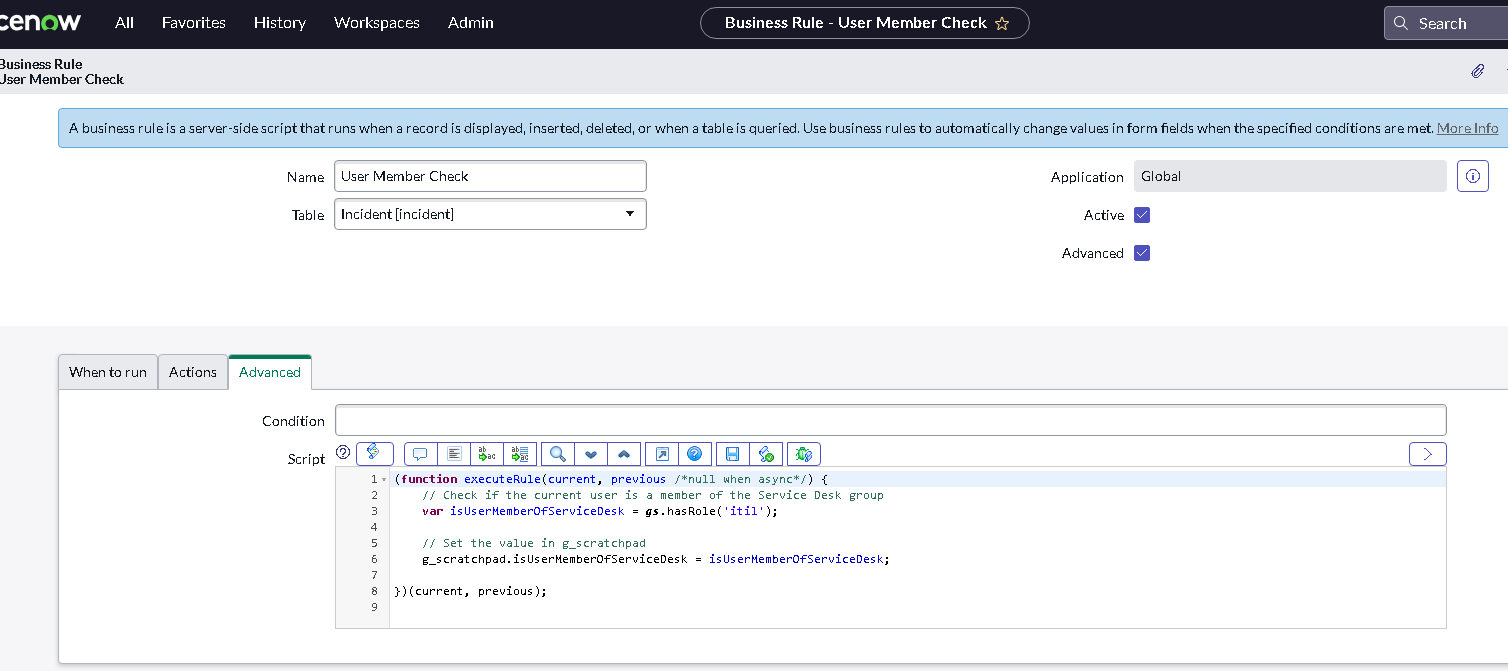 cenow All Favorites History Workspaces Admin Business Rule - User Member Check Search
Business Rule
User Member Check
A business rule is a server-side script that runs when a record is displayed, inserted, deleted, or when a table is queried. Use business rules to automatically change values in form fields when the specified conditions are met. More Info
Name User Member Check Application Global
Table Incident [incident] Active
Advanced
When to run Actions Advanced
Condition
Script
1 (function executeRule(current, previous /*null when async*/) {
2 // Check if the current user is a member of the Service Desk group
3 var isUserMemberOfServiceDesk = gs.hasRole('itil');
4
5 // Set the value in g_scratchpad
6 g_scratchpad.isUserMemberOfServiceDesk = isUserMemberOfServiceDesk;
7
8 })(current, previous);
9